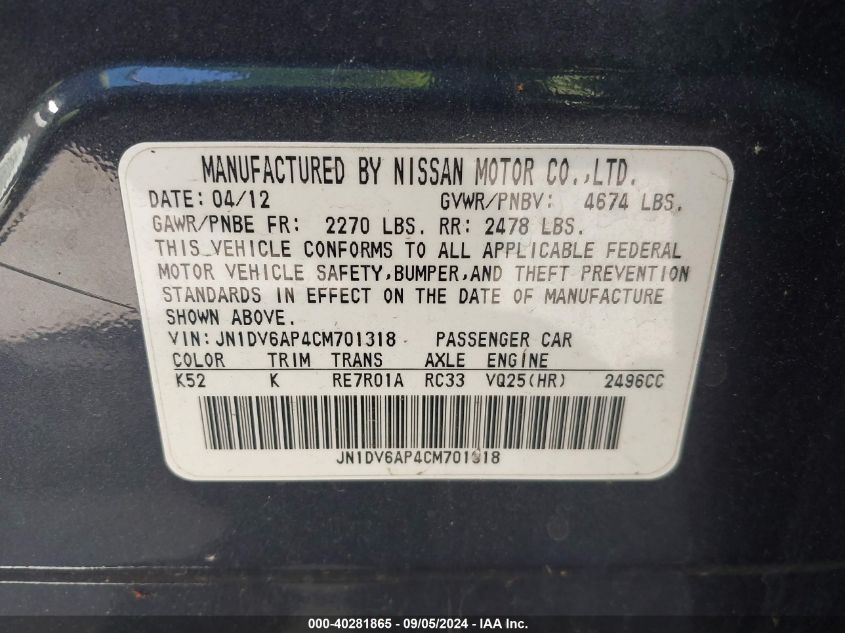 MANUFACTURED BY NISSAN MOTOR CO.,LTD.
DATE: 04/12 GVWR/PNBV: 4674 LBS.
GAWR/PNBE FR: 2270 LBS. RR: 2478 LBS.
THIS VEHICLE CONFORMS TO ALL APPLICABLE FEDERAL
MOTOR VEHICLE SAFETY,BUMPER,AND THEFT PREVENTION
STANDARDS IN EFFECT ON THE DATE OF MANUFACTURE
SHOWN ABOVE.
VIN:JN1DV6AP4CM701318 PASSENGER CAR
COLOR TRIM TRANS AXLE ENGINE
K52 K RE7R01A RC33 VQ25(HR) 2496CC
JN1DV6AP4CM701318
000-40281865 - 09/05/2024 - IAA Inc.